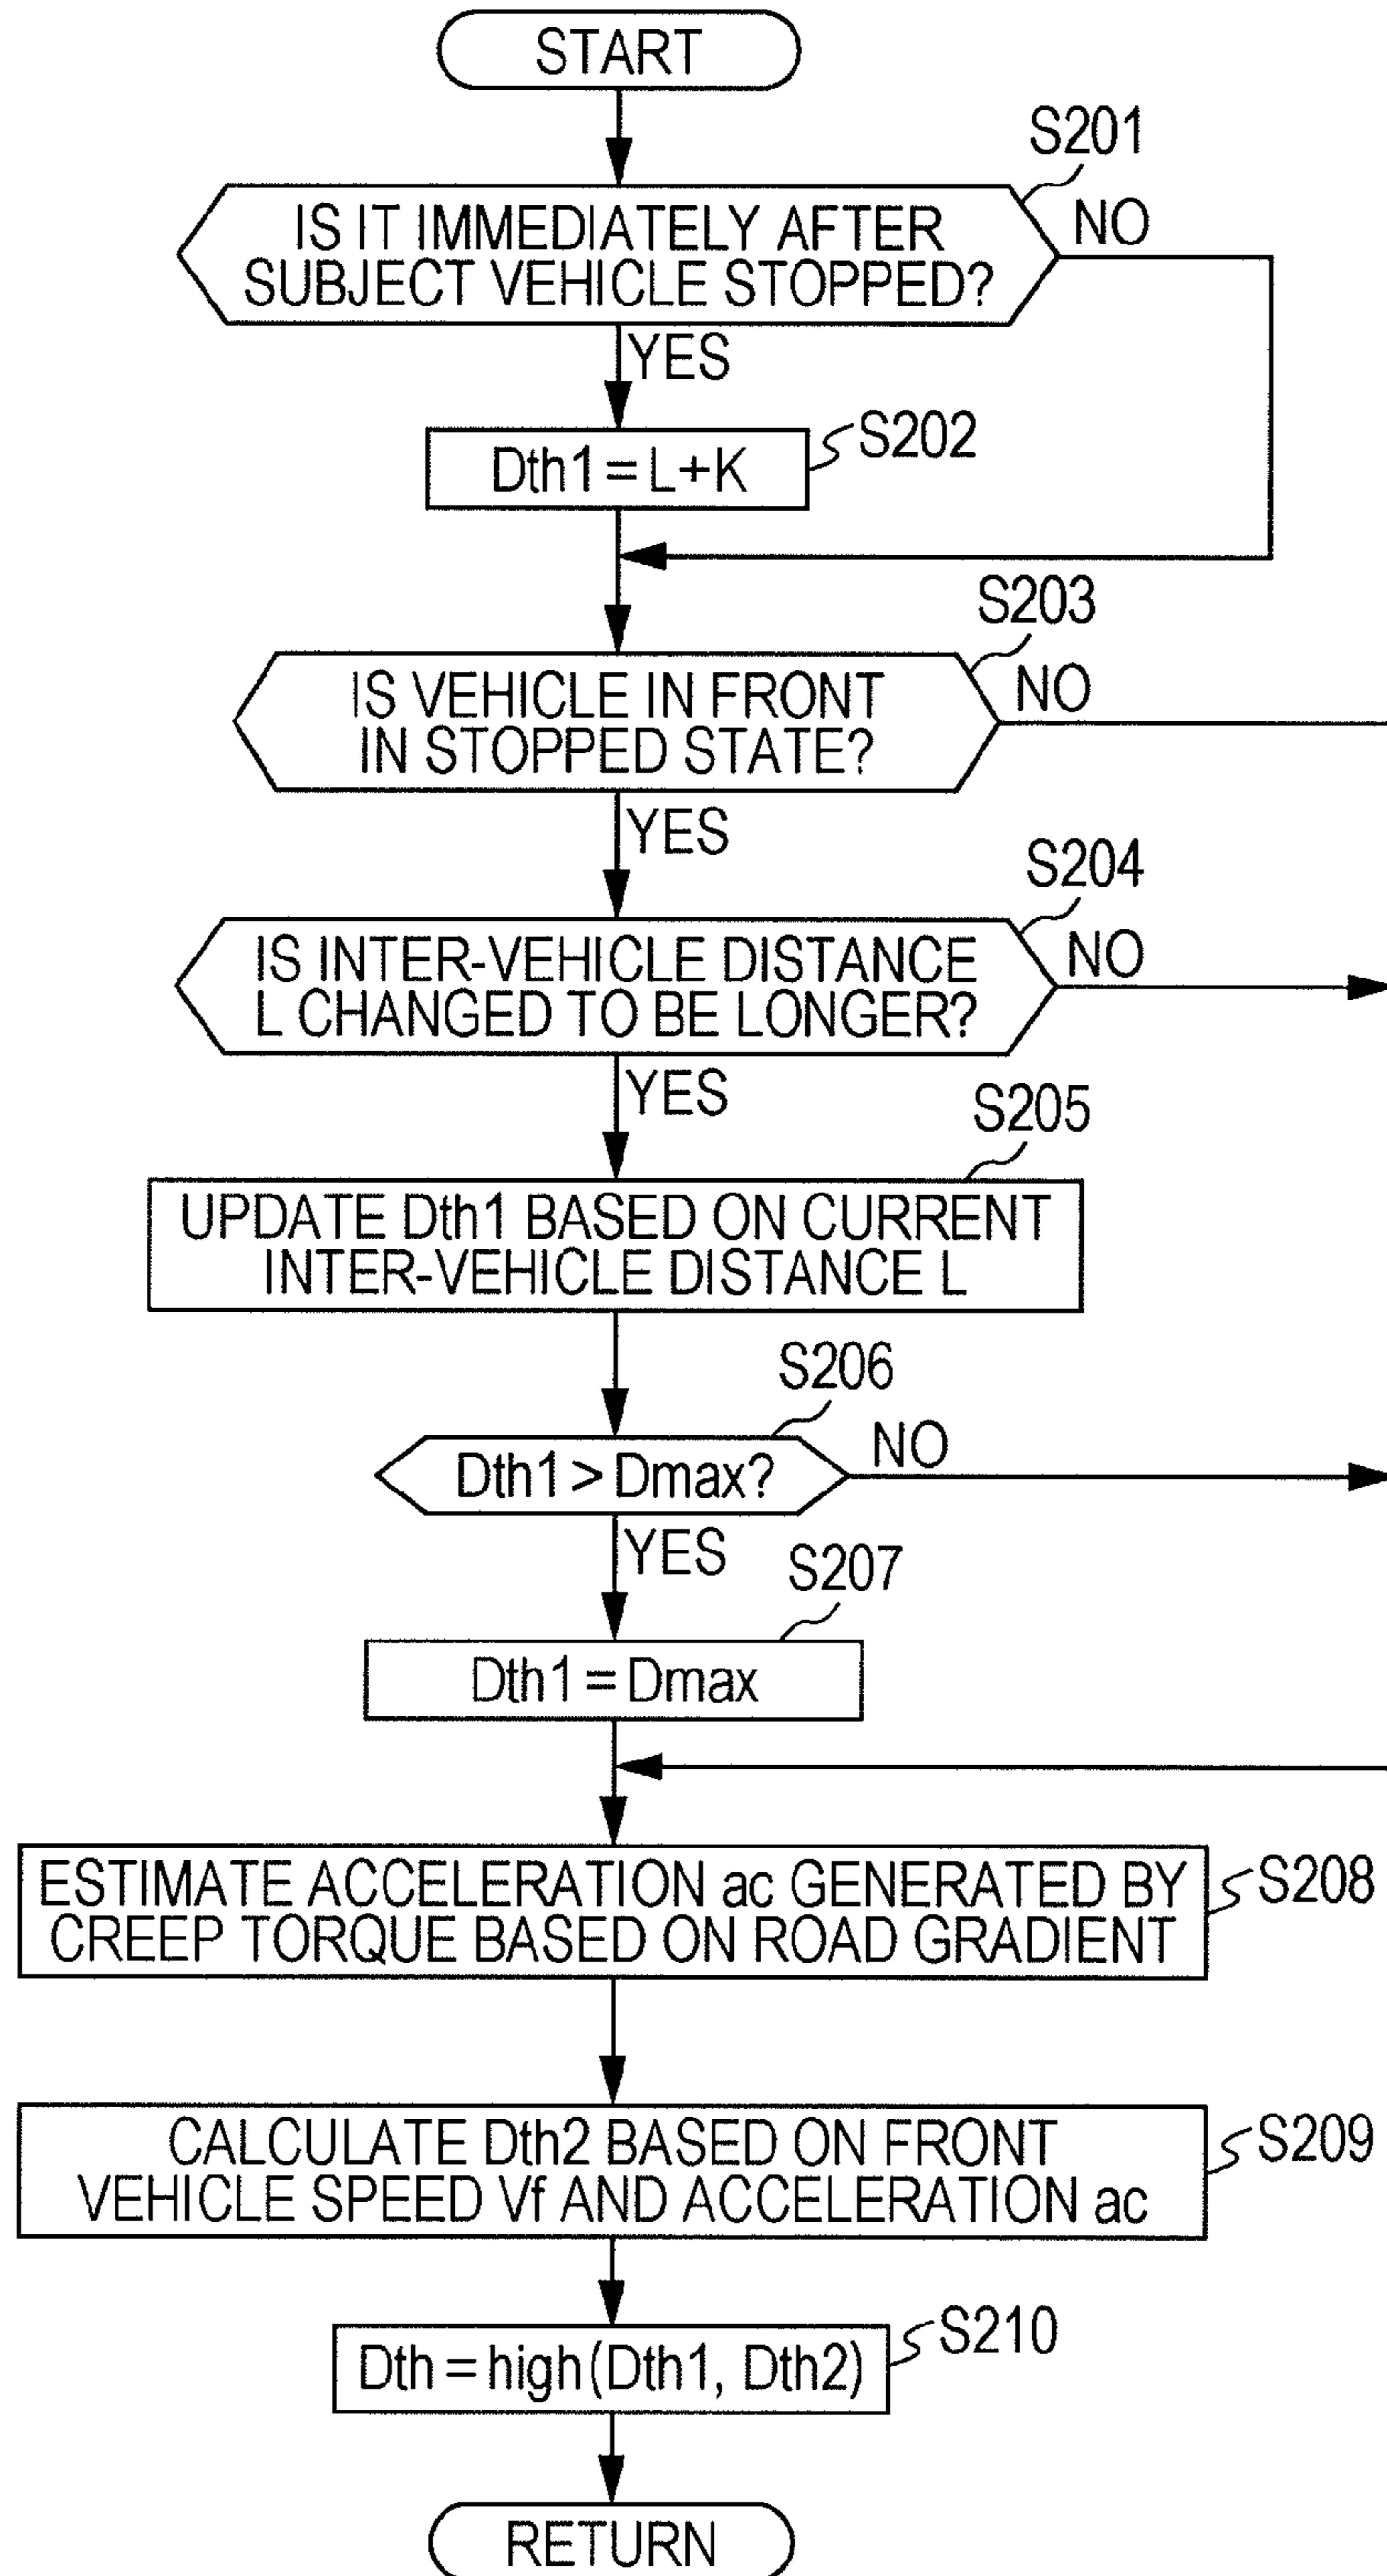 START
S201
IS IT IMMEDIATELY AFTER
SUBJECT VEHICLE STOPPED?
NO
YES
S202
Dth1 = L+K
S203
IS VEHICLE IN FRONT
IN STOPPED STATE?
NO
YES
S204
IS INTER-VEHICLE DISTANCE
L CHANGED TO BE LONGER?
NO
YES
S205
UPDATE Dth1 BASED ON CURRENT
INTER-VEHICLE DISTANCE L
S206
Dth1 > Dmax?
NO
YES
S207
Dth1 = Dmax
ESTIMATE ACCELERATION ac GENERATED BY
CREEP TORQUE BASED ON ROAD GRADIENT
S208
CALCULATE Dth2 BASED ON FRONT
VEHICLE SPEED Vf AND ACCELERATION ac
S209
Dth = high(Dth1, Dth2)
S210
RETURN